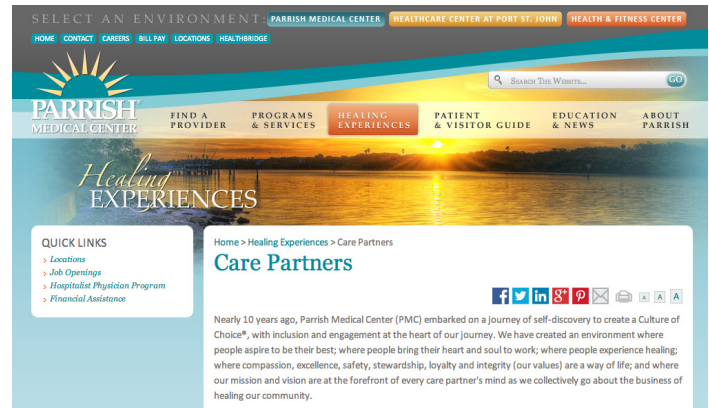 SELECT AN ENVIRONMENT: PARRISH MEDICAL CENTER HEALTHCARE CENTER AT PORT ST. JOHN HEALTH & FITNESS CENTER
HOME CONTACT CAREERS BILL PAY LOCATIONS HEALTHBRIDGE
SEARCH THE WEBSITE... GO
PARRISH
MEDICAL CENTER
FIND A
PROVIDER
PROGRAMS
& SERVICES
HEALING
EXPERIENCES
PATIENT
& VISITOR GUIDE
EDUCATION
& NEWS
ABOUT
PARRISH
Healing
EXPERIENCES
QUICK LINKS
> Locations
> Job Openings
> Hospitalist Physician Program
> Financial Assistance
Home > Healing Experiences > Care Partners
Care Partners
A A A
Nearly 10 years ago, Parrish Medical Center (PMC) embarked on a journey of self-discovery to create a Culture of
Choice®, with inclusion and engagement at the heart of our journey. We have created an environment where
people aspire to be their best; where people bring their heart and soul to work; where people experience healing;
where compassion, excellence, safety, stewardship, loyalty and integrity (our values) are a way of life; and where
our mission and vision are at the forefront of every care partner's mind as we collectively go about the business of
healing our community.